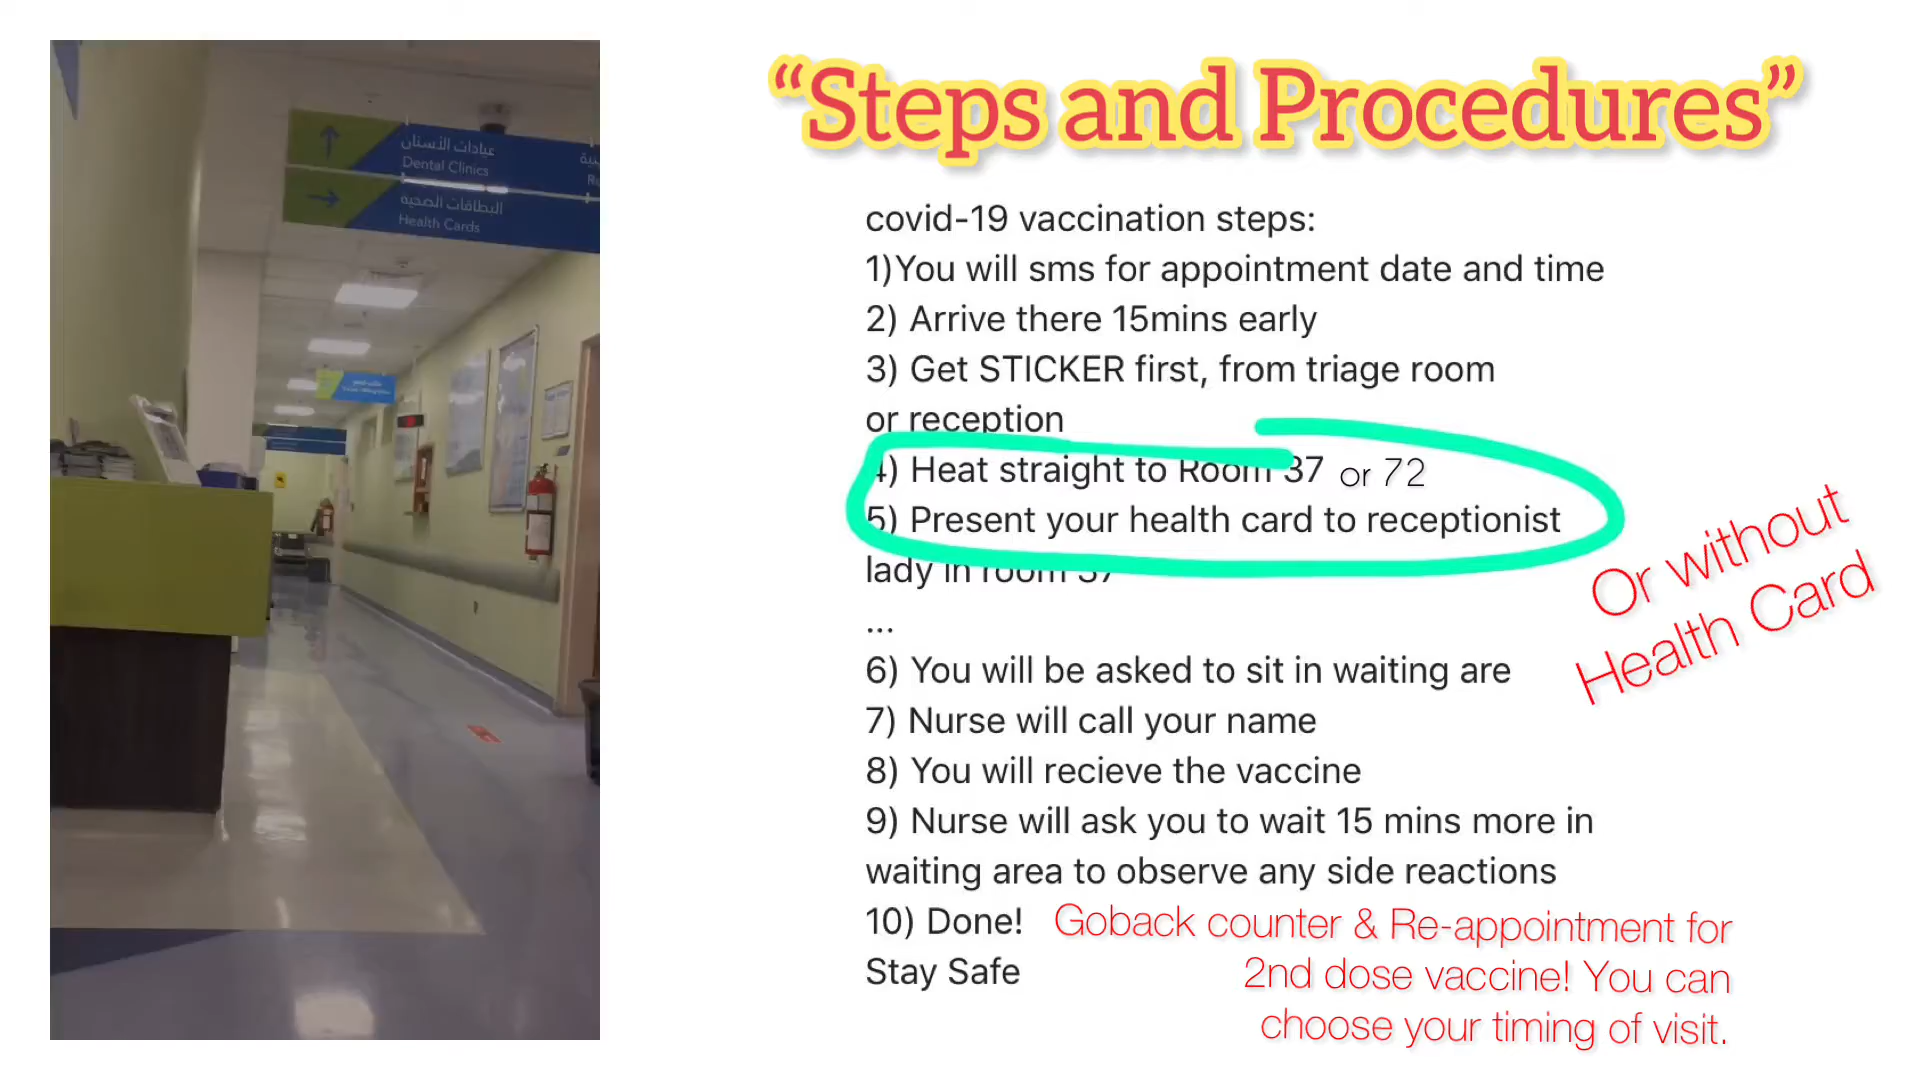 عيادات الأسنان
Dental Clinics
البطاقات الصحية
Health Cards
“Steps and Procedures”
covid-19 vaccination steps:
1)You will sms for appointment date and time
2) Arrive there 15mins early
3) Get STICKER first, from triage room
or reception
4) Heat straight to Room 37 or 72
5) Present your health card to receptionist
lady in room 37
...
Or without
Health Card
6) You will be asked to sit in waiting are
7) Nurse will call your name
8) You will recieve the vaccine
9) Nurse will ask you to wait 15 mins more in
waiting area to observe any side reactions
10) Done! Goback counter & Re-appointment for
Stay Safe 2nd dose vaccine! You can
choose your timing of visit.